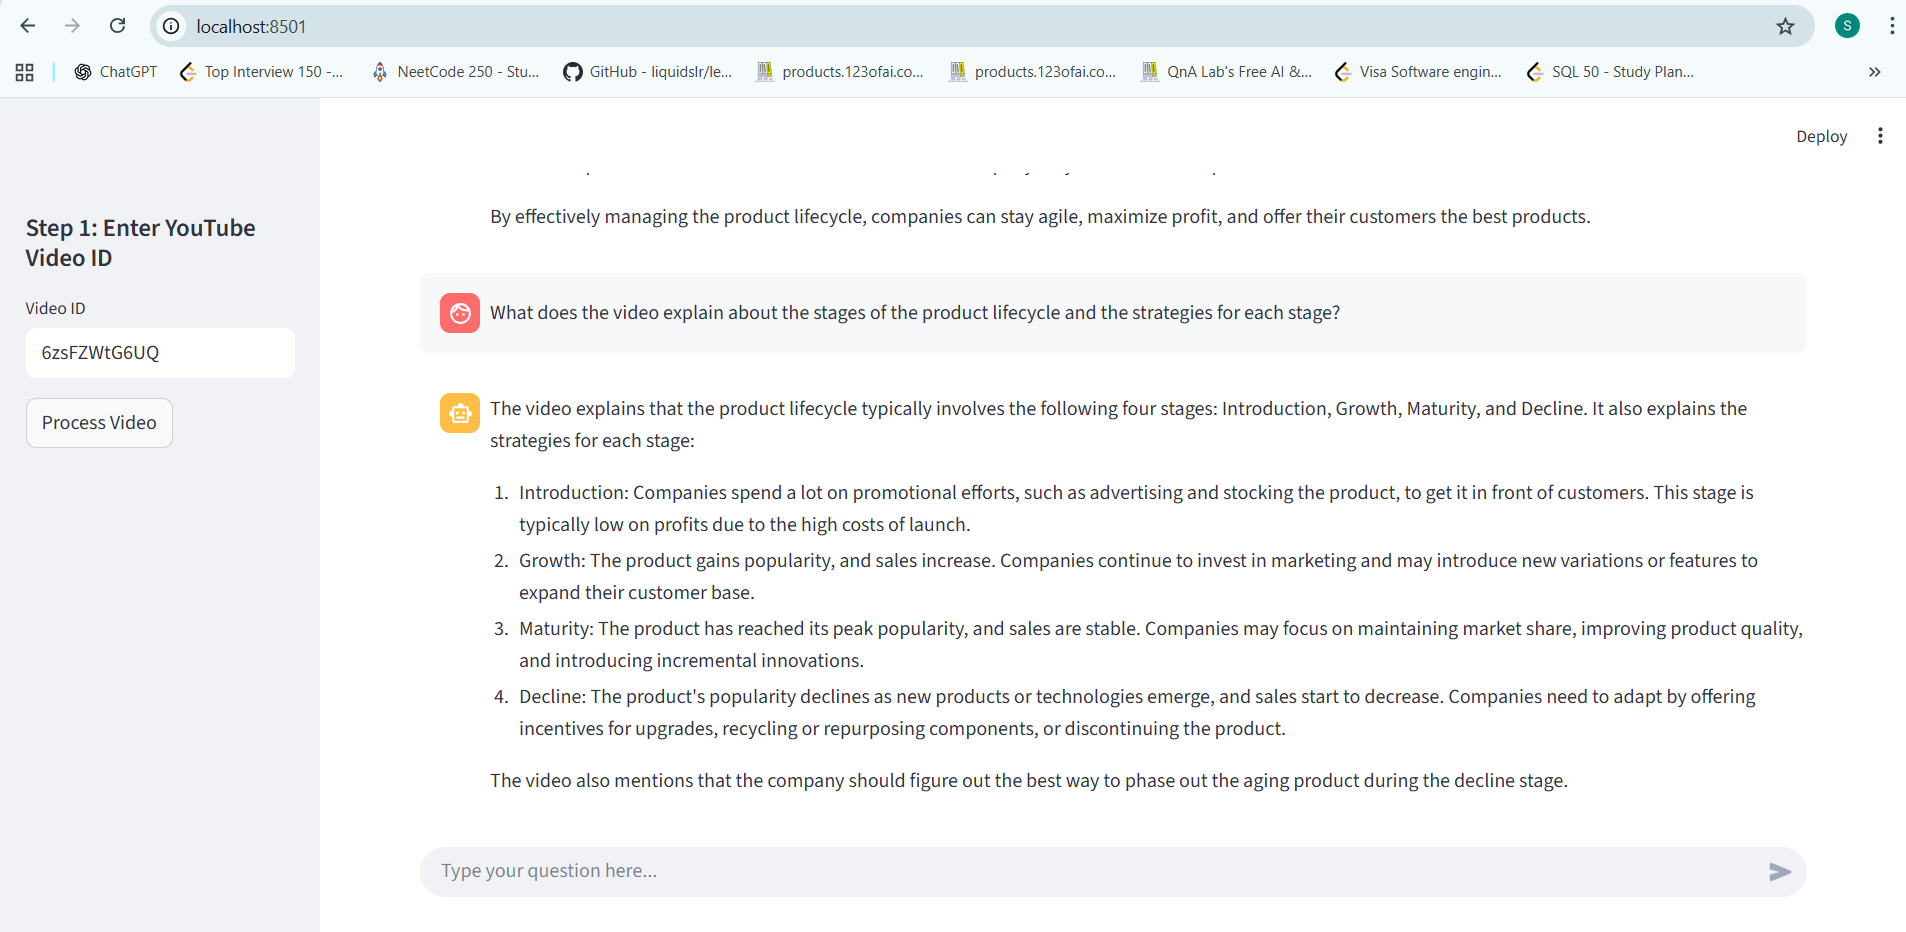 localhost:8501
S
ChatGPT
Top Interview 150 -...
NeetCode 250 - Stu...
GitHub - liquidslr/le...
products.123ofai.co...
products.123ofai.co...
QnA Lab's Free AI &...
Visa Software engin...
SQL 50 - Study Plan...
Deploy
Step 1: Enter YouTube
Video ID
Video ID
6zsFZWtG6UQ
Process Video
By effectively managing the product lifecycle, companies can stay agile, maximize profit, and offer their customers the best products.
What does the video explain about the stages of the product lifecycle and the strategies for each stage?
The video explains that the product lifecycle typically involves the following four stages: Introduction, Growth, Maturity, and Decline. It also explains the
strategies for each stage:
1. Introduction: Companies spend a lot on promotional efforts, such as advertising and stocking the product, to get it in front of customers. This stage is
typically low on profits due to the high costs of launch.
2. Growth: The product gains popularity, and sales increase. Companies continue to invest in marketing and may introduce new variations or features to
expand their customer base.
3. Maturity: The product has reached its peak popularity, and sales are stable. Companies may focus on maintaining market share, improving product quality,
and introducing incremental innovations.
4. Decline: The product's popularity declines as new products or technologies emerge, and sales start to decrease. Companies need to adapt by offering
incentives for upgrades, recycling or repurposing components, or discontinuing the product.
The video also mentions that the company should figure out the best way to phase out the aging product during the decline stage.
Type your question here...